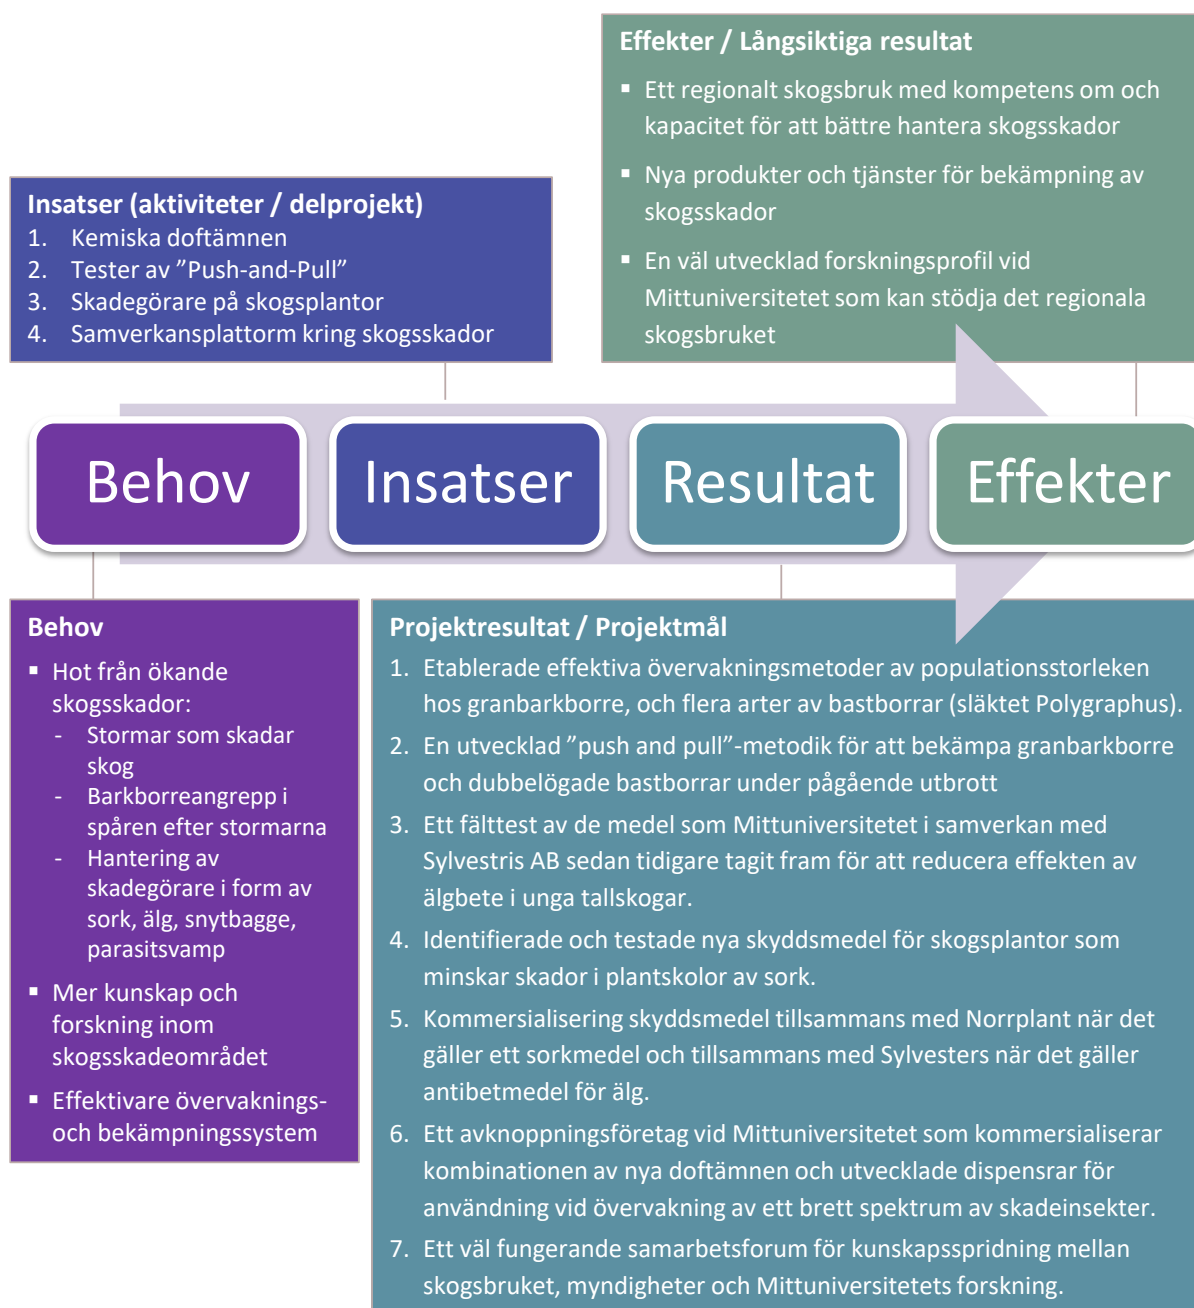 Effekter / Långsiktiga resultat
▪ Ett regionalt skogsbruk med kompetens om och
kapacitet för att bättre hantera skogsskador
▪ Nya produkter och tjänster för bekämpning av
skogsskador
▪ En väl utvecklad forskningsprofil vid
Mittuniversitetet som kan stödja det regionala
skogsbruket
Insatser (aktiviteter / delprojekt)
1. Kemiska doftämnen
2. Tester av ”Push-and-Pull”
3. Skadegörare på skogsplantor
4. Samverkansplattorm kring skogsskador
Behov
Insatser
Resultat
Effekter
Behov
▪ Hot från ökande
skogsskador:
- Stormar som skadar
skog
- Barkborreangrepp i
spåren efter stormarna
- Hantering av
skadegörare i form av
sork, älg, snytbagge,
parasitsvamp
▪ Mer kunskap och
forskning inom
skogsskadeområdet
▪ Effektivare övervaknings-
och bekämpningssystem
Projektresultat / Projektmål
1. Etablerade effektiva övervakningsmetoder av populationsstorleken
hos granbarkborre, och flera arter av bastborrar (släktet Polygraphus).
2. En utvecklad ”push and pull”-metodik för att bekämpa granbarkborre
och dubbelögade bastborrar under pågående utbrott
3. Ett fälttest av de medel som Mittuniversitetet i samverkan med
Sylvestris AB sedan tidigare tagit fram för att reducera effekten av
älgbete i unga tallskogar.
4. Identifierade och testade nya skyddsmedel för skogsplantor som
minskar skador i plantskolor av sork.
5. Kommersialisering skyddsmedel tillsammans med Norrplant när det
gäller ett sorkmedel och tillsammans med Sylvesters när det gäller
antibetmedel för älg.
6. Ett avknoppningsföretag vid Mittuniversitetet som kommersialiserar
kombinationen av nya doftämnen och utvecklade dispensrar för
användning vid övervakning av ett brett spektrum av skadeinsekter.
7. Ett väl fungerande samarbetsforum för kunskapsspridning mellan
skogsbruket, myndigheter och Mittuniversitetets forskning.